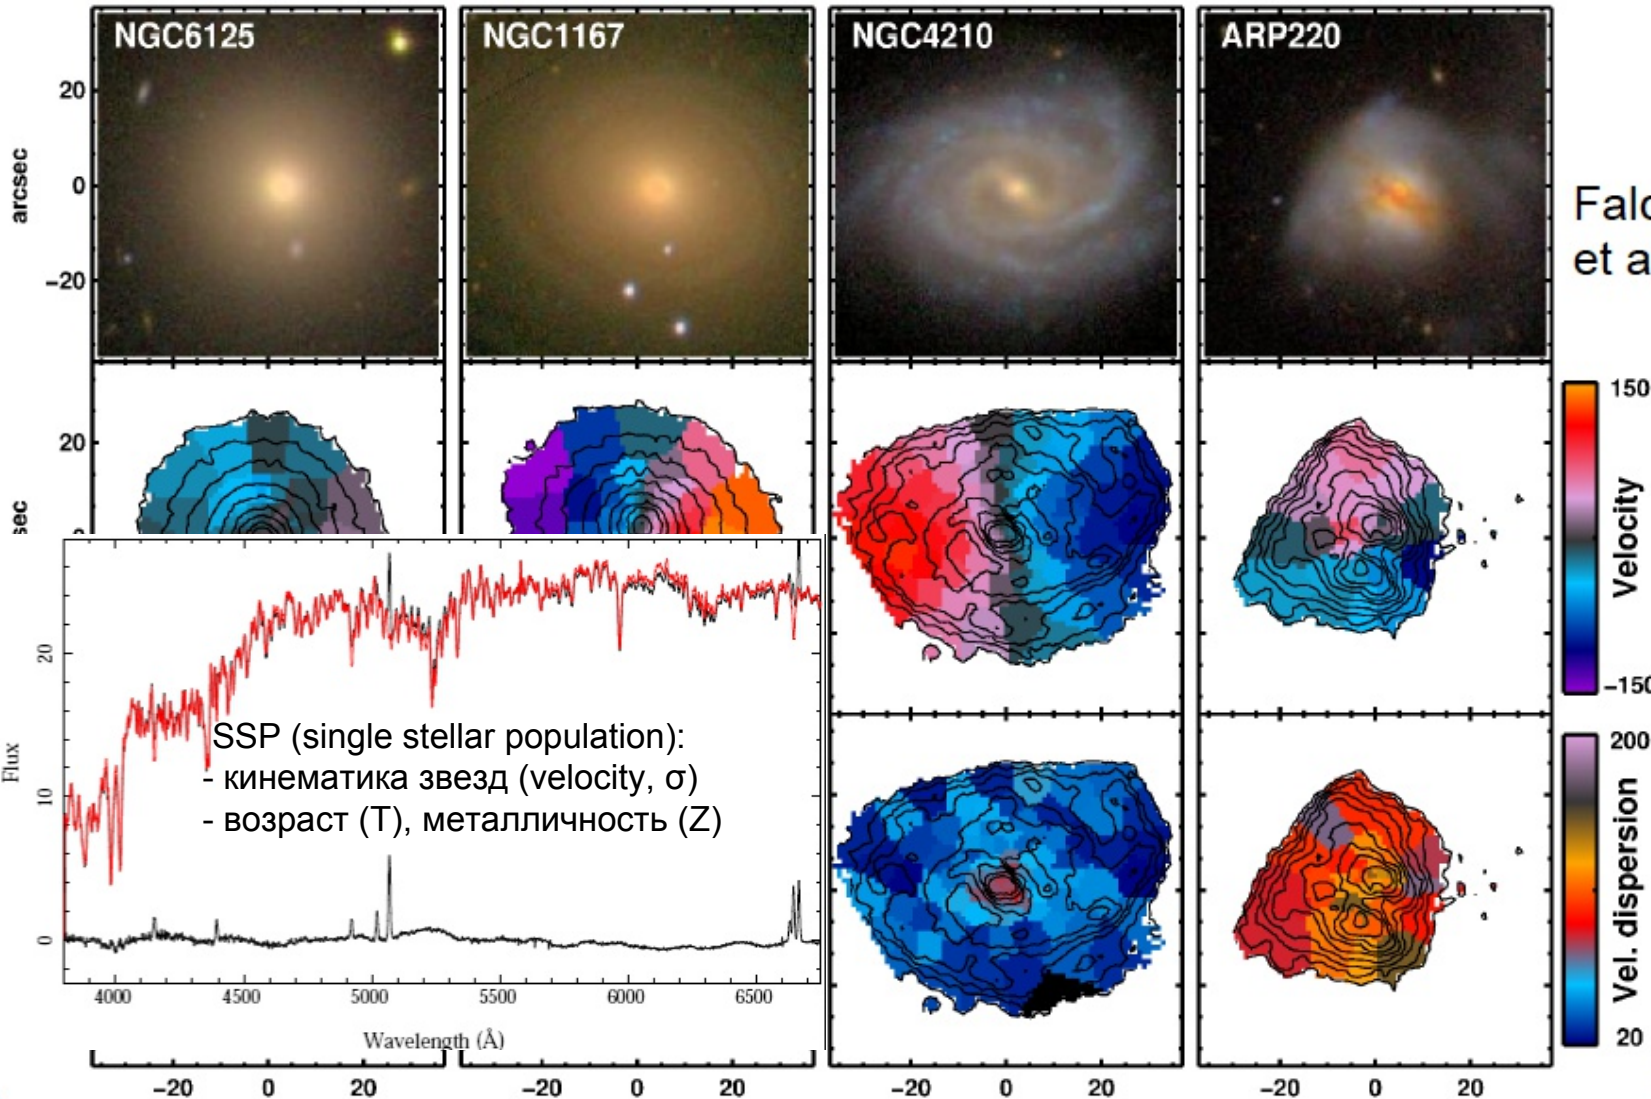 NGC6125 NGC1167 NGC4210 ARP220
arcsec
20
0
-20
et a
20
150
Velocity
-150
200
Vel. dispersion
20
Flux
20
10
0
SSP (single stellar population):
- кинематика звезд (velocity, σ)
- возраст (T), металличность (Z)
4000 4500 5000 5500 6000 6500
Wavelength (Å)
-20 0 20 -20 0 20 -20 0 20 -20 0 20